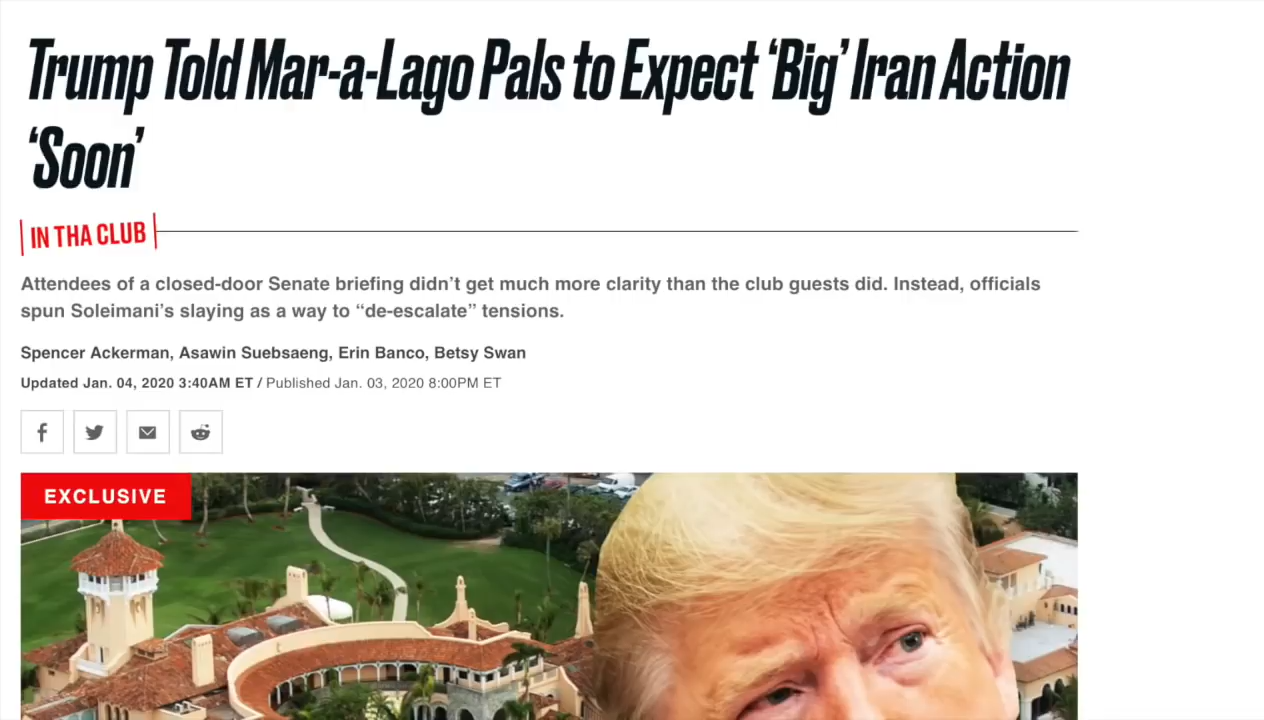 Trump Told Mar-a-Lago Pals to Expect ‘Big’ Iran Action
‘Soon’
IN THA CLUB
Attendees of a closed-door Senate briefing didn’t get much more clarity than the club guests did. Instead, officials
spun Soleimani’s slaying as a way to “de-escalate” tensions.
Spencer Ackerman, Asawin Suebsaeng, Erin Banco, Betsy Swan
Updated Jan. 04, 2020 3:40AM ET / Published Jan. 03, 2020 8:00PM ET
EXCLUSIVE